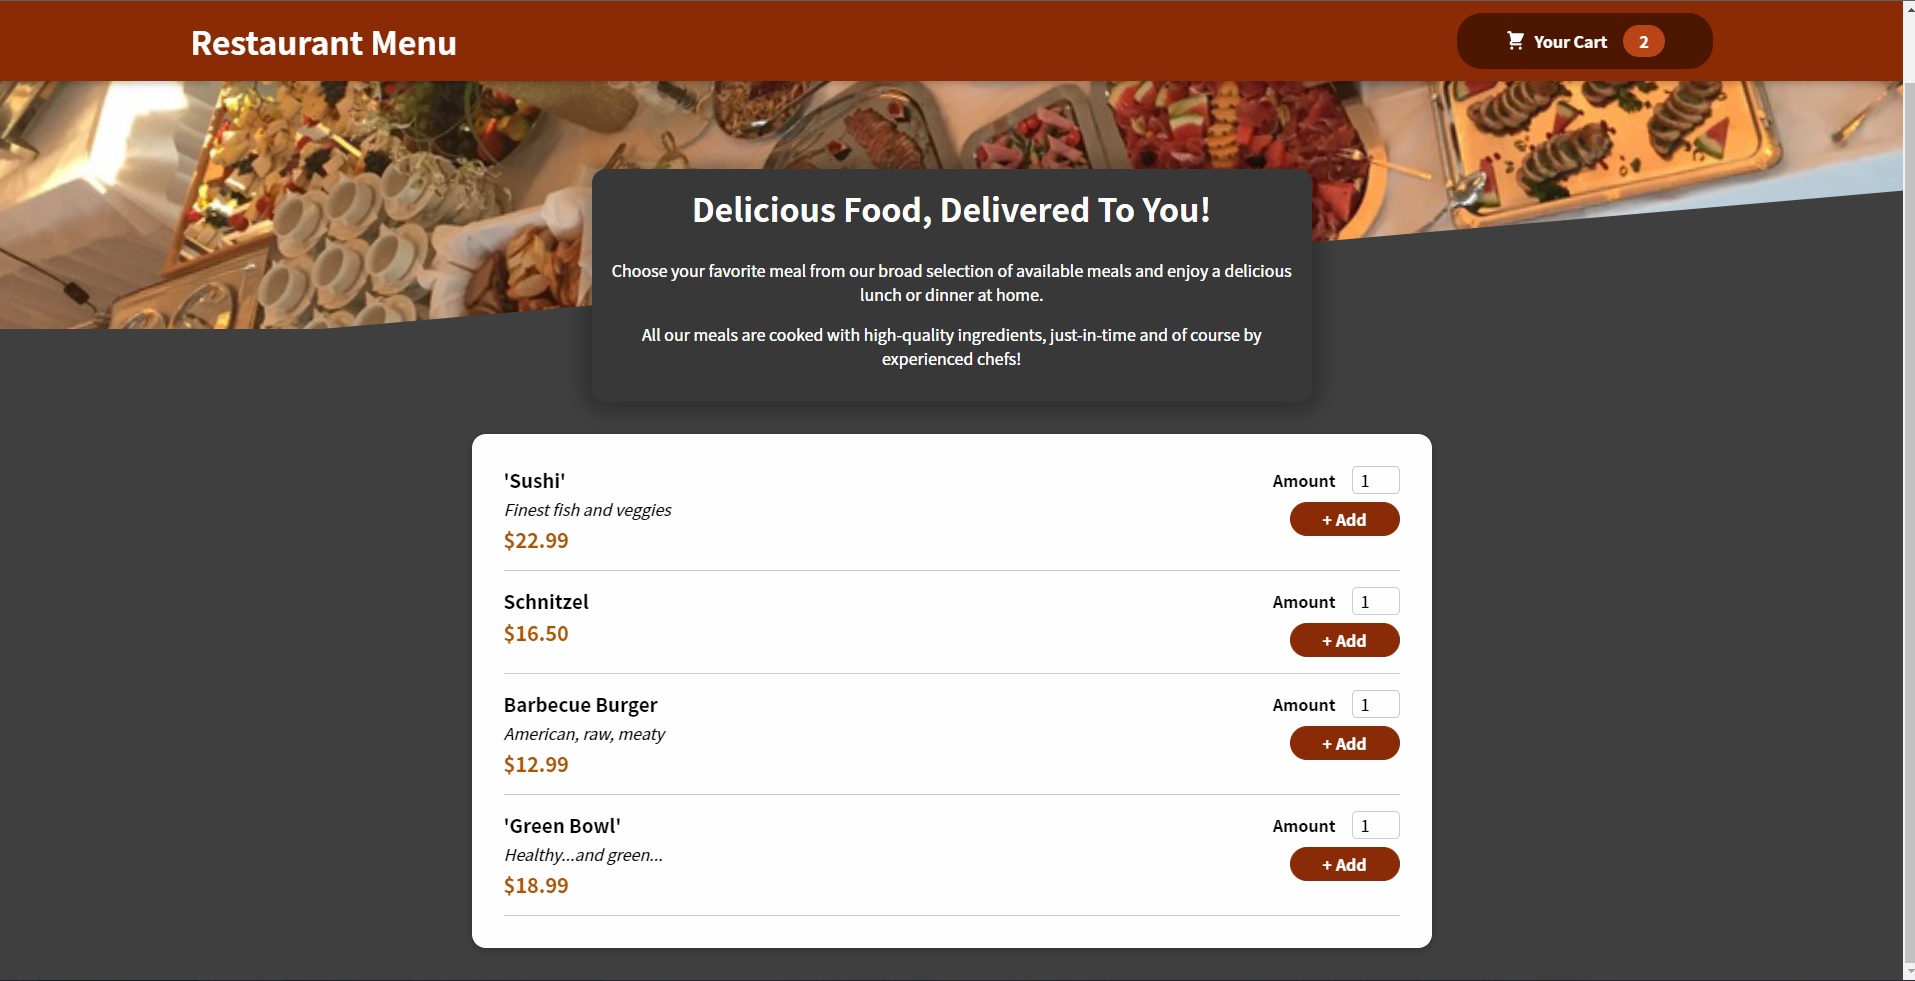 Restaurant Menu
Your Cart 2
Delicious Food, Delivered To You!
Choose your favorite meal from our broad selection of available meals and enjoy a delicious
lunch or dinner at home.
All our meals are cooked with high-quality ingredients, just-in-time and of course by
experienced chefs!
'Sushi'
Amount 1
Finest fish and veggies
+ Add
$22.99
Schnitzel
Amount 1
$16.50
+ Add
Barbecue Burger
Amount 1
American, raw, meaty
+ Add
$12.99
'Green Bowl'
Amount 1
Healthy...and green...
+ Add
$18.99